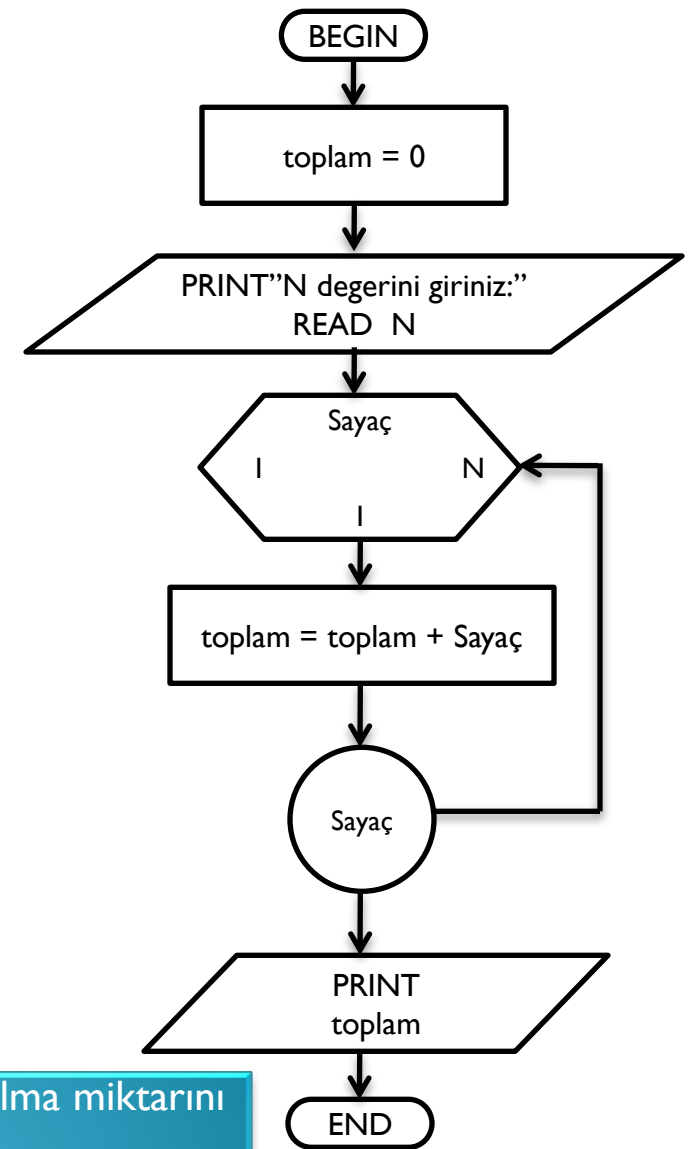 BEGIN
toplam = 0
PRINT”N degerini giriniz:”
READ N
Sayaç
1 N
1
toplam = toplam + Sayaç
Sayaç
PRINT
toplam
lma miktarını
END